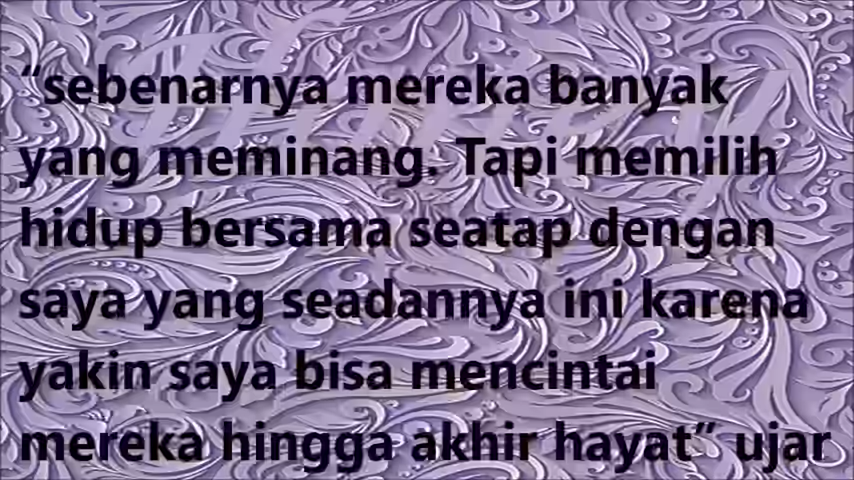 “sebenarnya mereka banyak
yang meminang. Tapi memilih
hidup bersama seatap dengan
saya yang seadannya ini karena
yakin saya bisa mencintai
mereka hingga akhir hayat” ujar